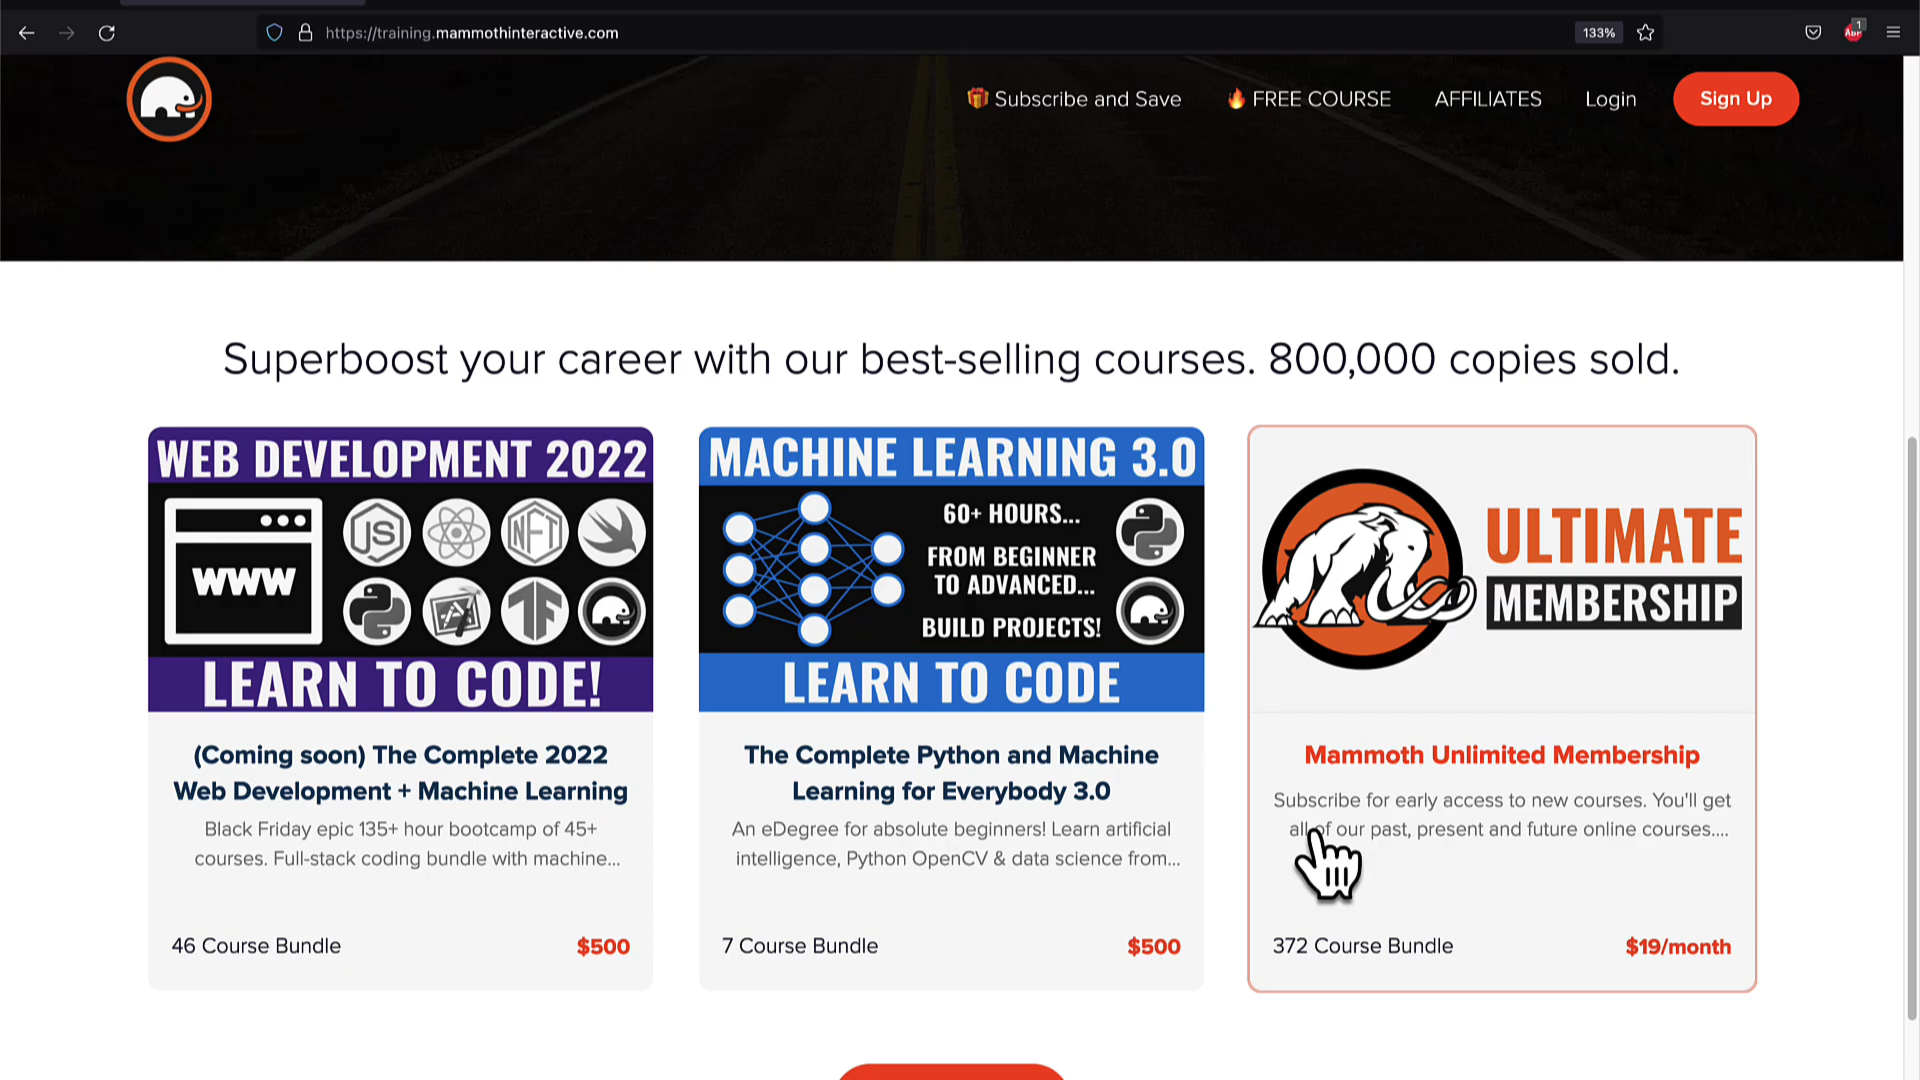 https://training.mammothinteractive.com
133%
1
ABP
🎁 Subscribe and Save
🔥 FREE COURSE
AFFILIATES
Login
Sign Up
Superboost your career with our best-selling courses. 800,000 copies sold.
WEB DEVELOPMENT 2022
WWW
JS
NFT
LEARN TO CODE!
(Coming soon) The Complete 2022
Web Development + Machine Learning
Black Friday epic 135+ hour bootcamp of 45+
courses. Full-stack coding bundle with machine...
46 Course Bundle
$500
MACHINE LEARNING 3.0
60+ HOURS...
FROM BEGINNER
TO ADVANCED...
BUILD PROJECTS!
LEARN TO CODE
The Complete Python and Machine
Learning for Everybody 3.0
An eDegree for absolute beginners! Learn artificial
intelligence, Python OpenCV & data science from...
7 Course Bundle
$500
ULTIMATE
MEMBERSHIP
Mammoth Unlimited Membership
Subscribe for early access to new courses. You'll get
all of our past, present and future online courses....
372 Course Bundle
$19/month